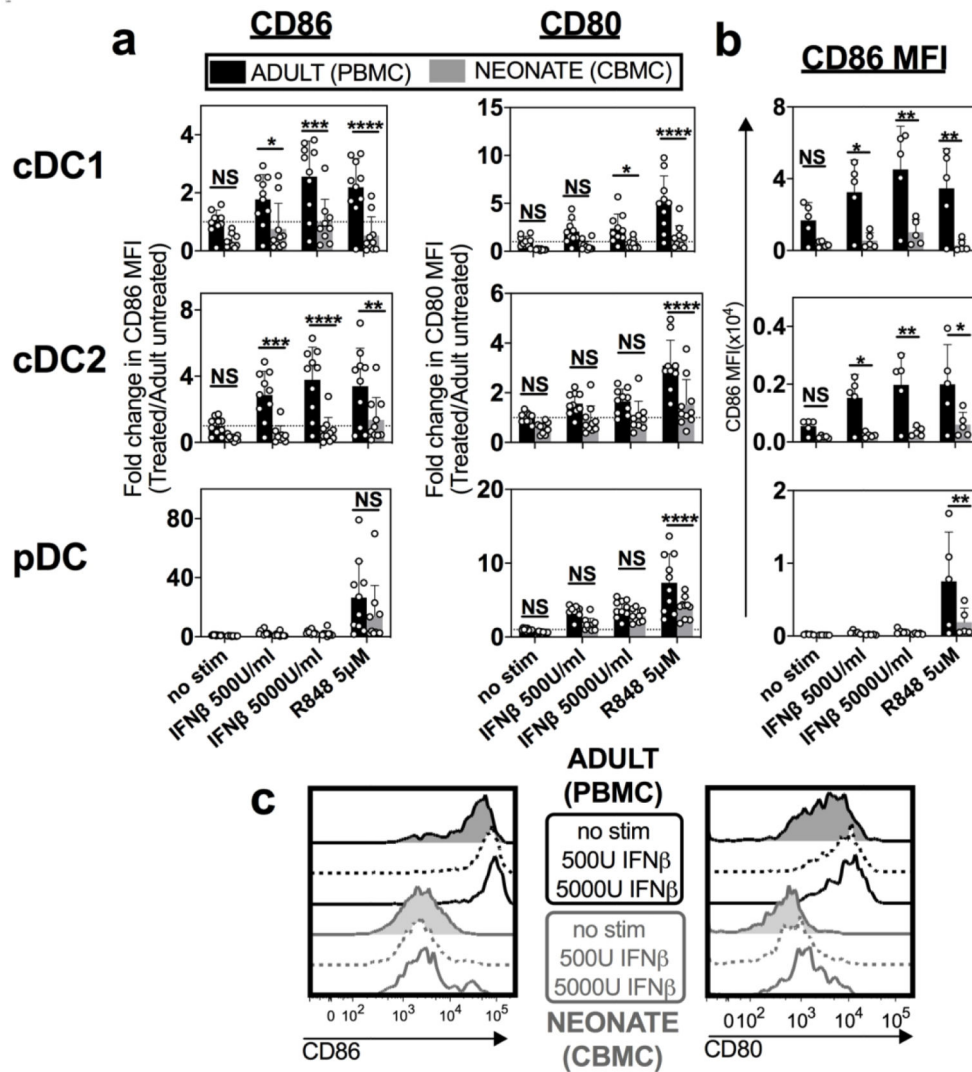 a
CD86
CD80
b
ADULT (PBMC)
NEONATE (CBMC)
CD86 MFI
cDC1
cDC2
pDC
Fold change in CD86 MFI
(Treated/Adult untreated)
4
2
0
NS
*
***
****
8
4
0
NS
***
****
**
80
40
0
NS
no stim
IFNβ 500U/ml
IFNβ 5000U/ml
R848 5µM
Fold change in CD80 MFI
(Treated/Adult untreated)
15
10
5
0
NS
NS
*
****
6
4
2
0
NS
NS
NS
****
20
10
0
NS
NS
NS
****
no stim
IFNβ 500U/ml
IFNβ 5000U/ml
R848 5µM
CD86 MFI(x10⁴)
8
4
0
NS
*
**
**
0.4
0.2
0.0
NS
*
**
*
2
1
0
**
no stim
IFNβ 500U/ml
IFNβ 5000U/ml
R848 5µM
c
ADULT
(PBMC)
no stim
500U IFNβ
5000U IFNβ
no stim
500U IFNβ
5000U IFNβ
NEONATE
(CBMC)
0 10² 10³ 10⁴ 10⁵
CD86
0 10² 10³ 10⁴ 10⁵
CD80